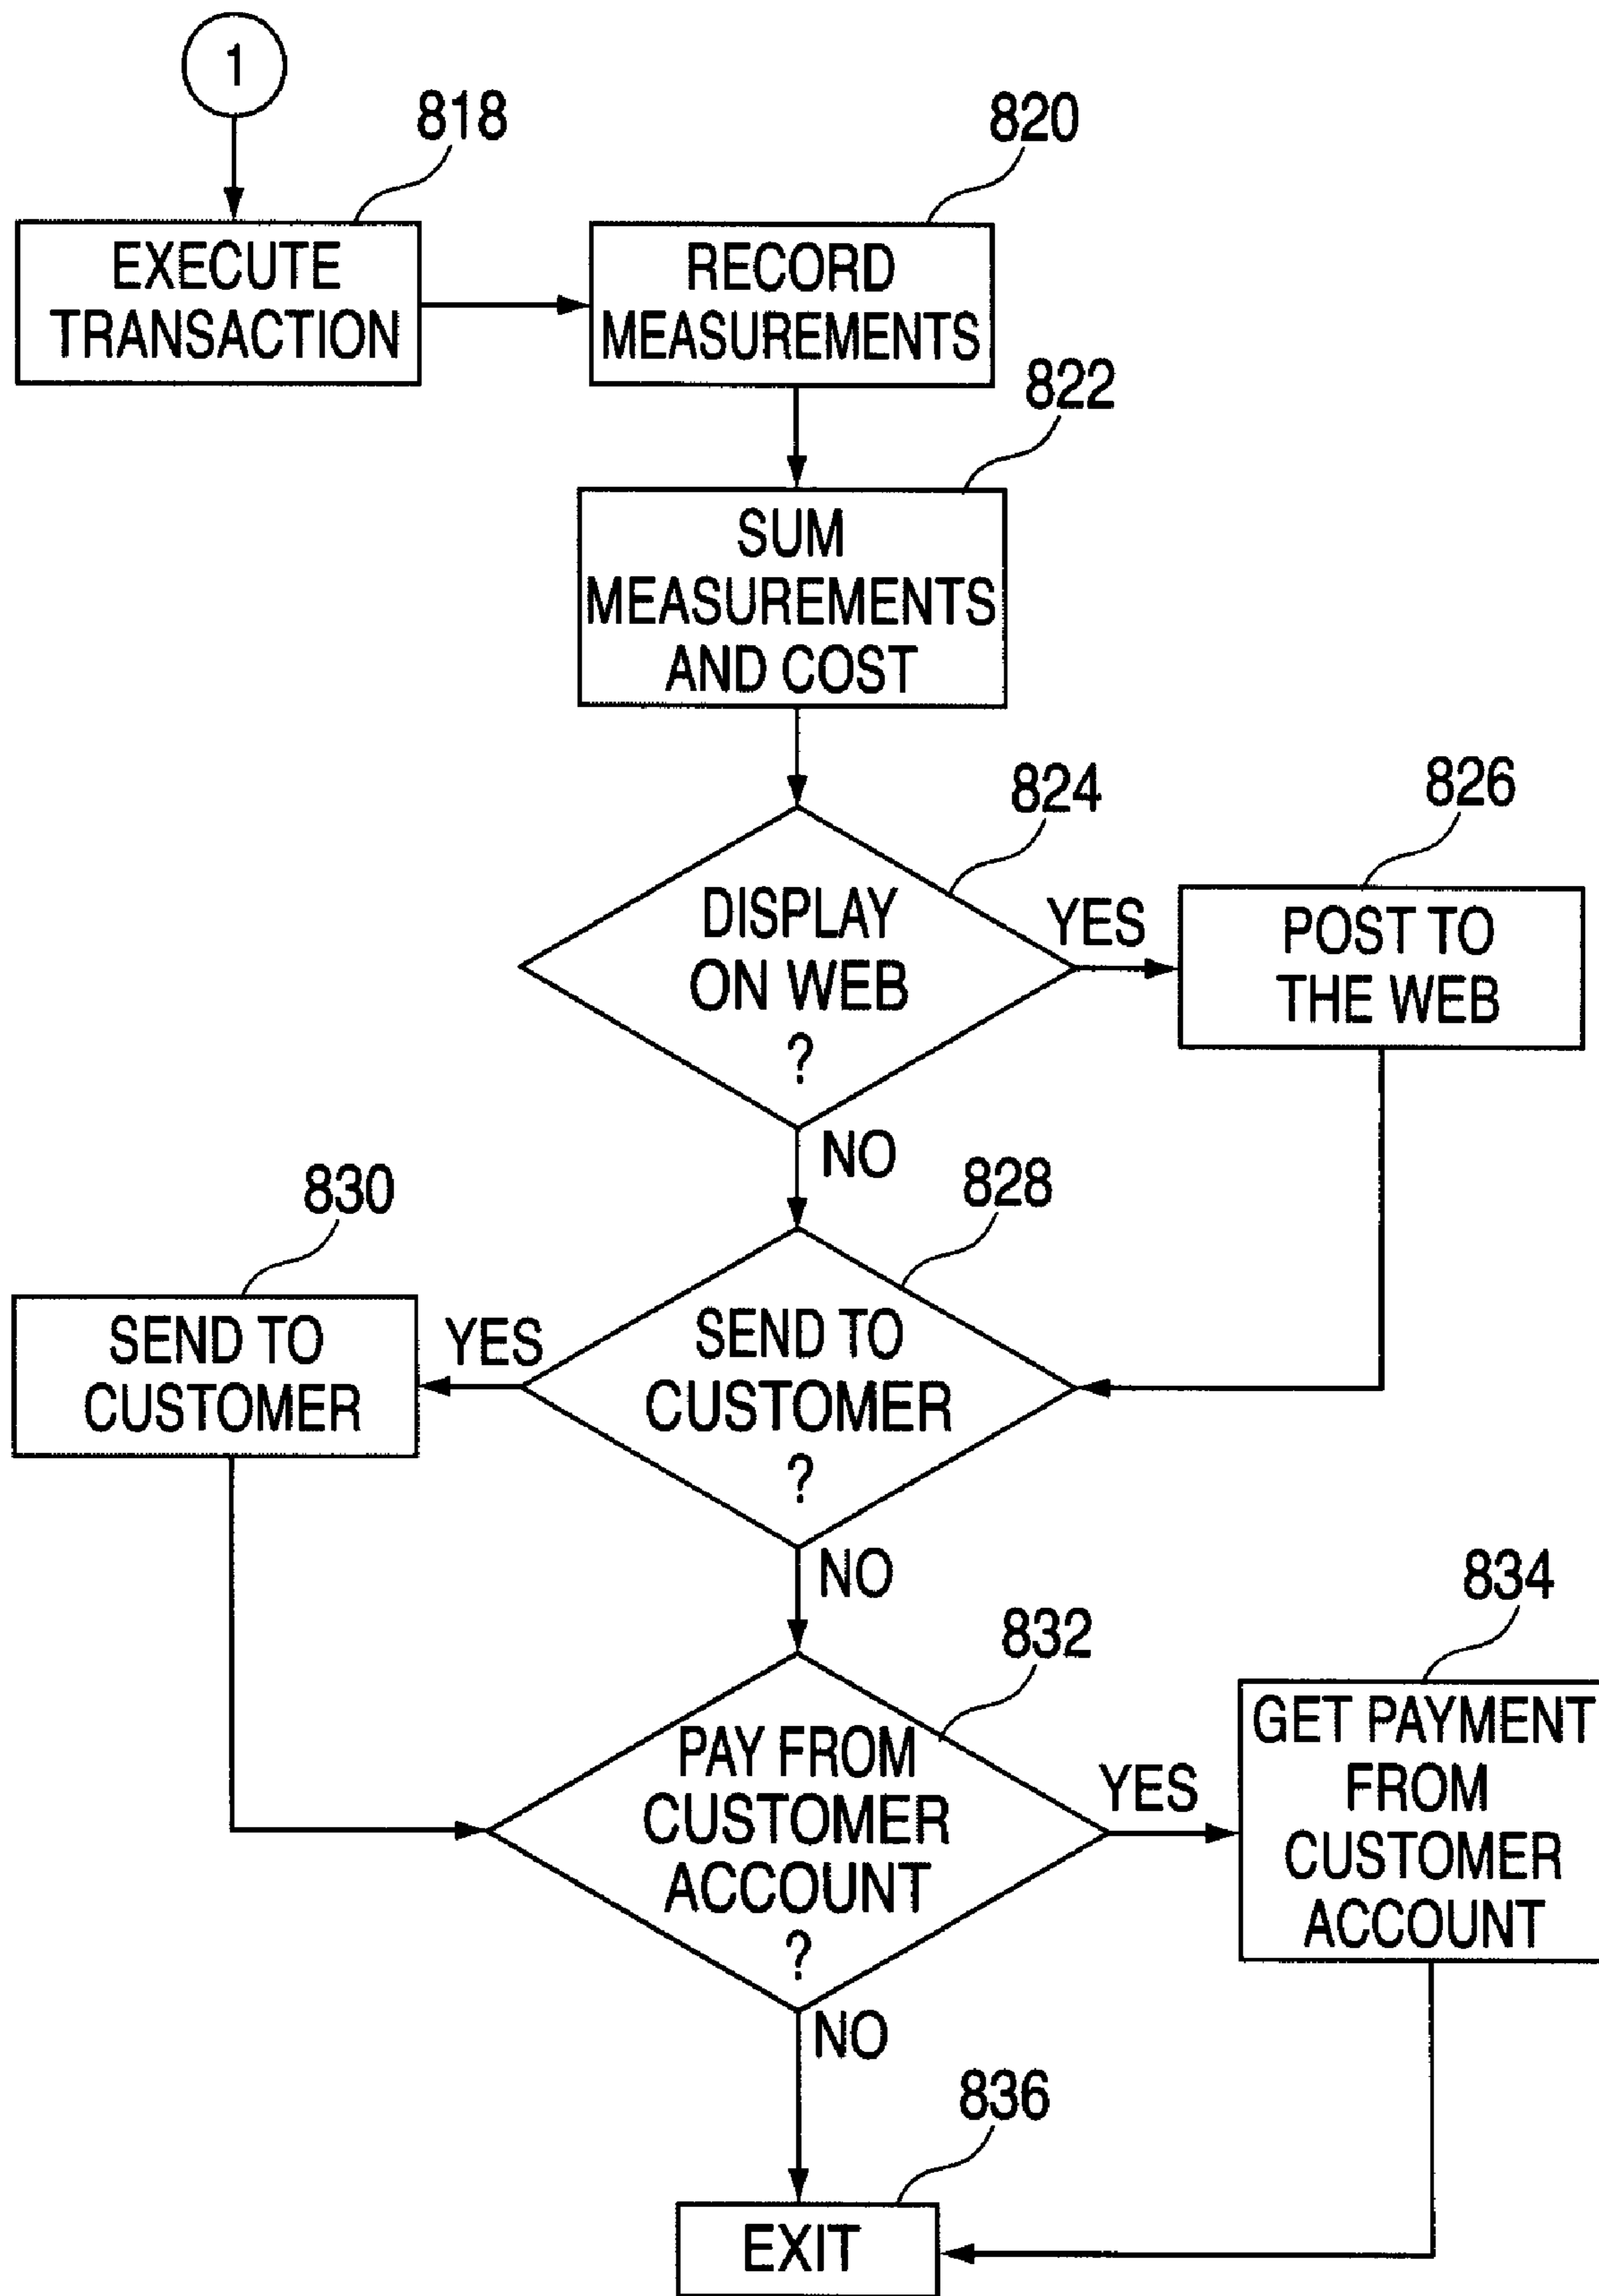 1
818
EXECUTE
TRANSACTION
820
RECORD
MEASUREMENTS
822
SUM
MEASUREMENTS
AND COST
824
DISPLAY
ON WEB
?
YES
826
POST TO
THE WEB
NO
828
SEND TO
CUSTOMER
?
YES
830
SEND TO
CUSTOMER
NO
832
PAY FROM
CUSTOMER
ACCOUNT
?
YES
834
GET PAYMENT
FROM
CUSTOMER
ACCOUNT
NO
836
EXIT